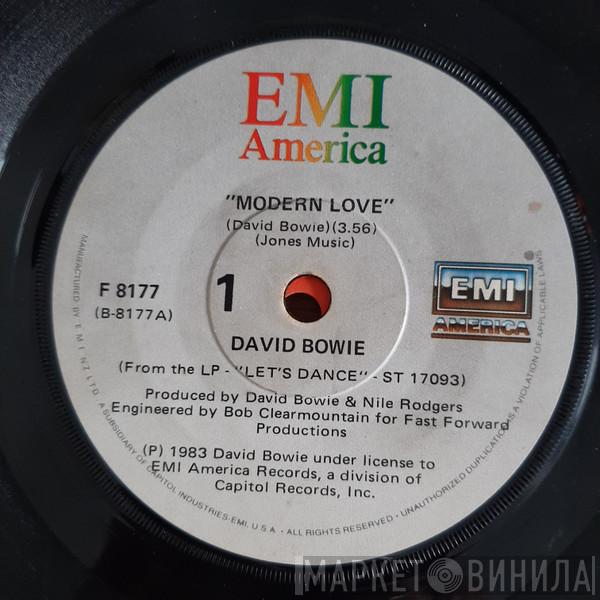 EMI
America
"MODERN LOVE"
(David Bowie)(3.56)
(Jones Music)
F 8177
(B-8177A)
1
EMI
AMERICA
DAVID BOWIE
(From the LP - "LET'S DANCE" - ST 17093)
Produced by David Bowie & Nile Rodgers
Engineered by Bob Clearmountain for Fast Forward
Productions
(P) 1983 David Bowie under license to
EMI America Records, a division of
Capitol Records, Inc.
MANUFACTURED BY E M I N Z LTD. A SUBSIDIARY OF CAPITOL INDUSTRIES-EMI, U.S.A. - ALL RIGHTS RESERVED - UNAUTHORIZED DUPLICATION IS A VIOLATION OF APPLICABLE LAWS
МАРКЕТ ВИНИЛА